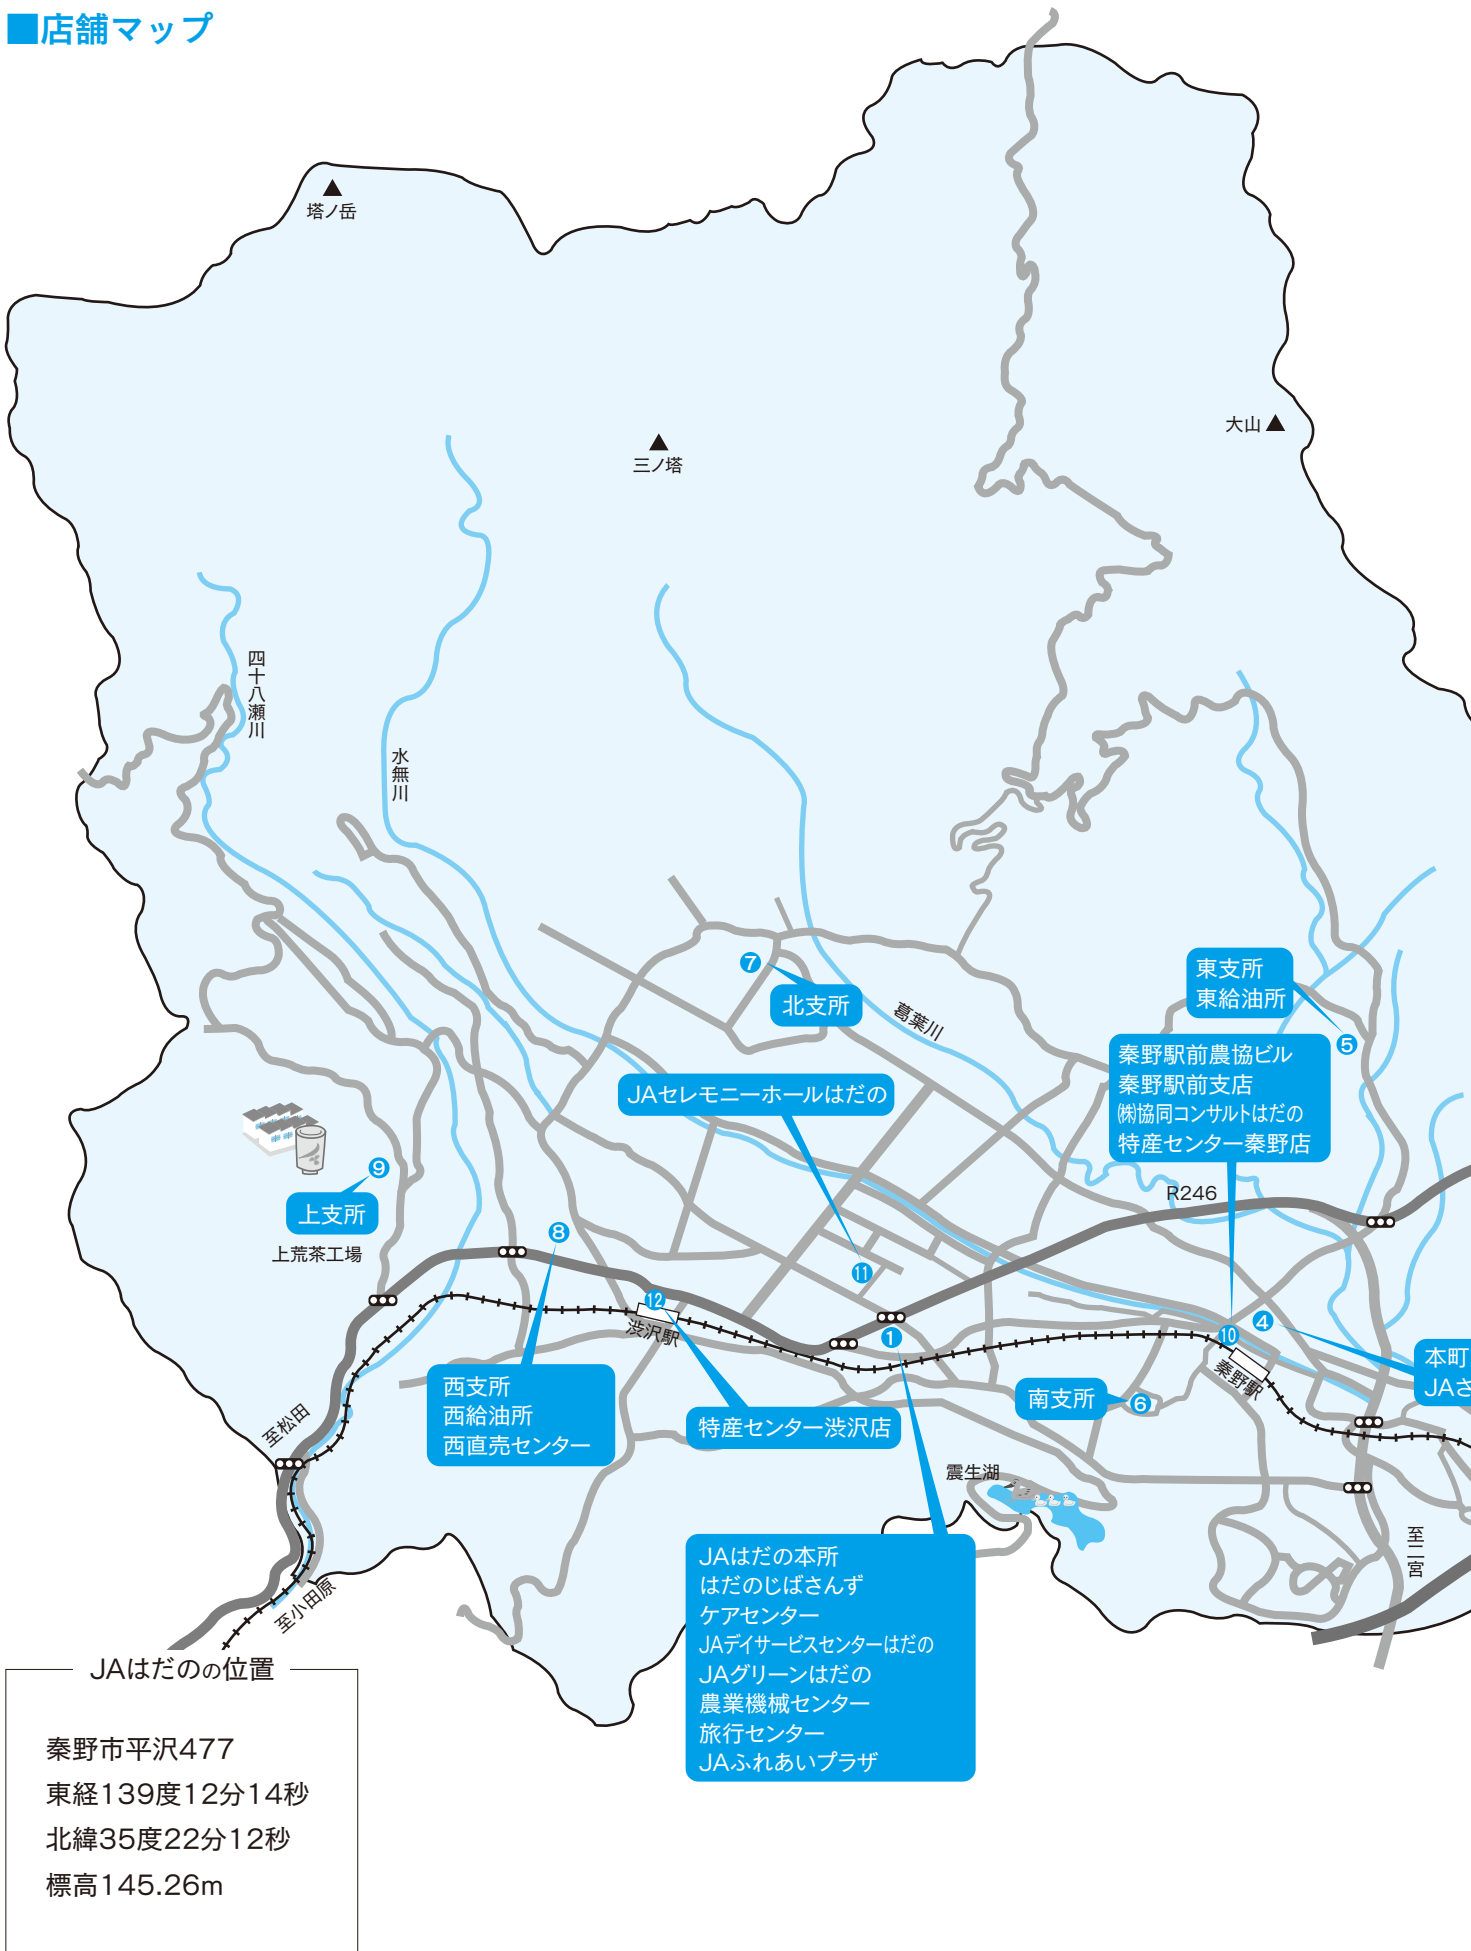 ■店舗マップ
塔ノ岳
三ノ塔
大山
四十八瀬川
水無川
葛葉川
⑦
北支所
東支所
東給油所
⑤
秦野駅前農協ビル
秦野駅前支店
㈱協同コンサルトはだの
特産センター秦野店
JAセレモニーホールはだの
R246
⑨
上支所
上荒茶工場
⑧
⑪
⑫
渋沢駅
①
⑩
④
秦野駅
本町
JAさ
西支所
西給油所
西直売センター
特産センター渋沢店
南支所
⑥
至松田
震生湖
至二宮
至小田原
JAはだの本所
はだのじばさんず
ケアセンター
JAデイサービスセンターはだの
JAグリーンはだの
農業機械センター
旅行センター
JAふれあいプラザ
JAはだのの位置
秦野市平沢477
東経139度12分14秒
北緯35度22分12秒
標高145.26m